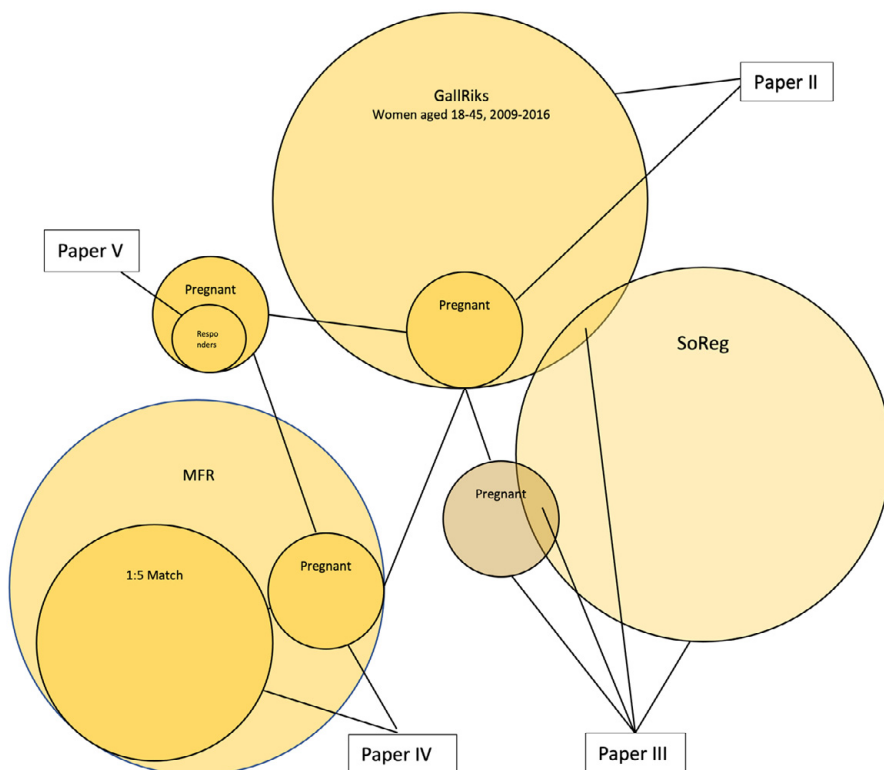 GallRiks
Women aged 18-45, 2009-2016
Paper II
Paper V
Pregnant
Respo
nders
Pregnant
SoReg
MFR
Pregnant
1:5 Match
Pregnant
Paper IV
Paper III